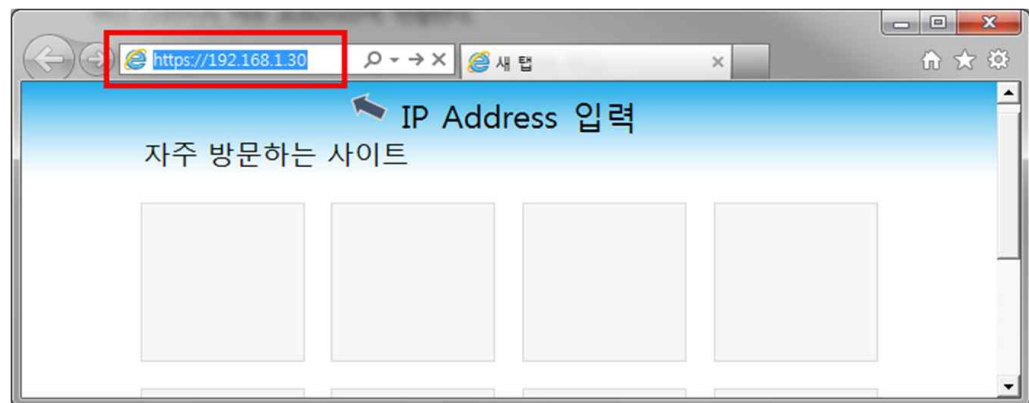 https://192.168.1.30
새 탭
IP Address 입력
자주 방문하는 사이트